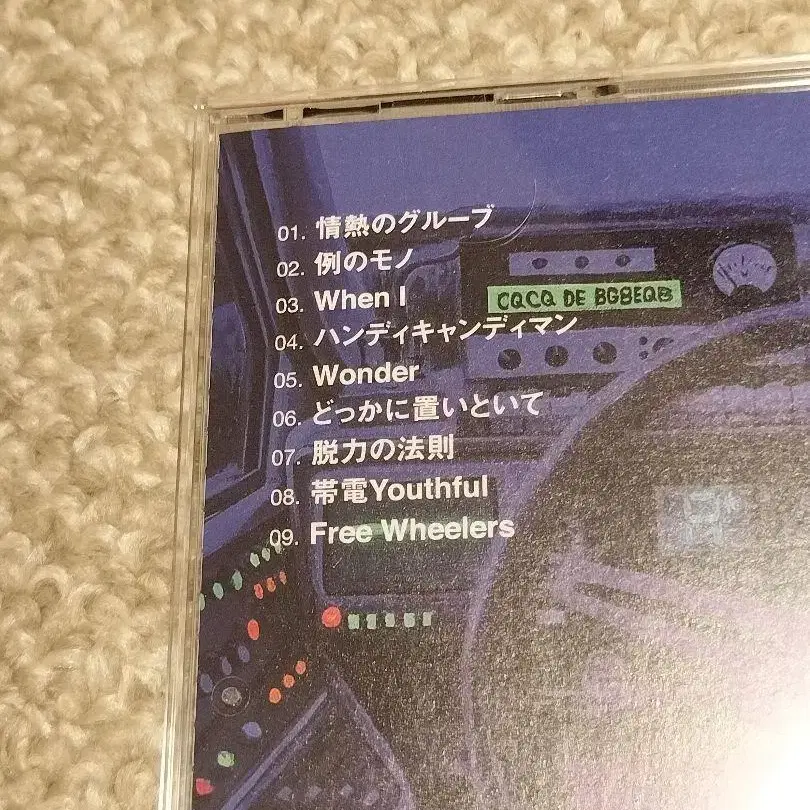 01. 情熱のグルーブ
02. 例のモノ
03. When I
CQCQ DE BG8EQB
04. ハンディキャンディマン
05. Wonder
06. どっかに置いといて
07. 脱力の法則
08. 帯電Youthful
09. Free Wheelers